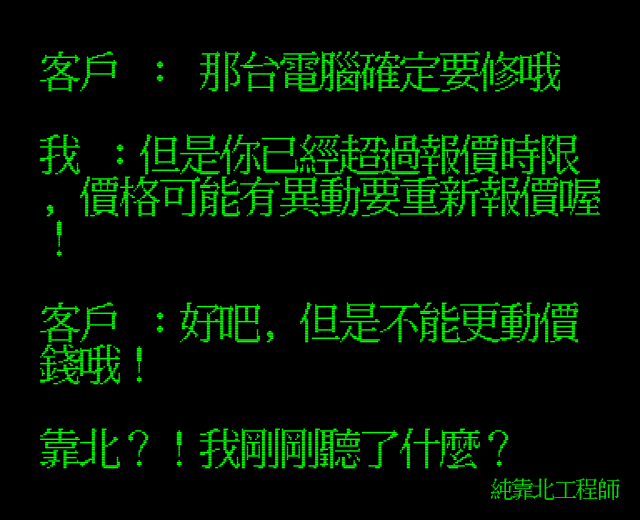 客戶 : 那台電腦確定要修哦
我 : 但是你已經超過報價時限
, 價格可能有異動要重新報價喔
!
客戶 : 好吧, 但是不能更動價
錢哦!
靠北?!我剛剛聽了什麼?
純靠北工程師